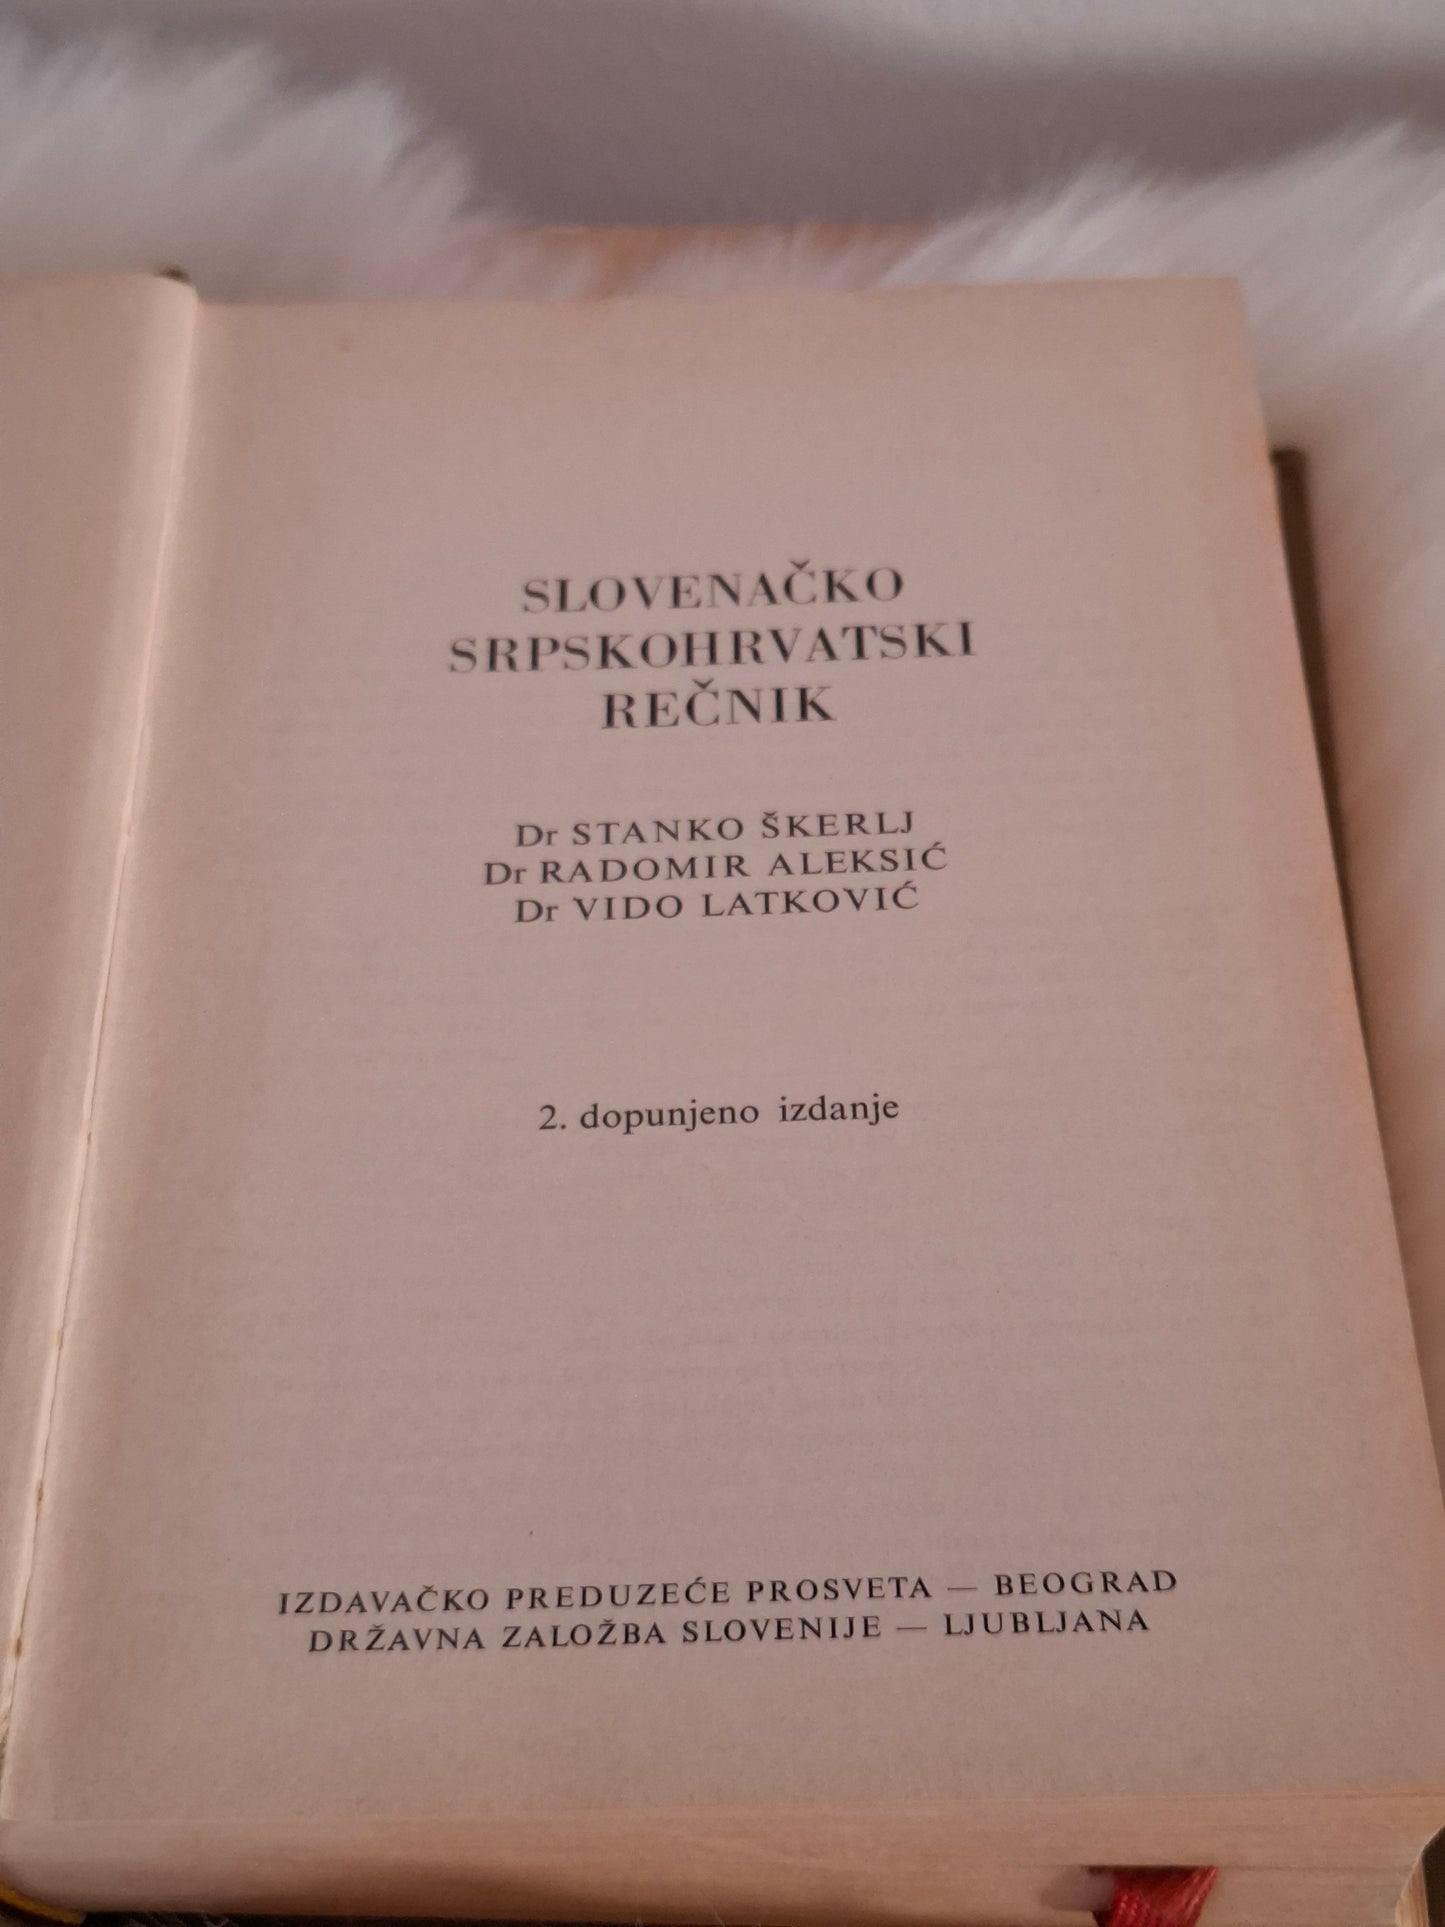 SLOVENAČKO
SRPSKOHRVATSKI
REČNIK
Dr STANKO ŠKERLJ
Dr RADOMIR ALEKSIĆ
Dr VIDO LATKOVIĆ
2. dopunjeno izdanje
IZDAVAČKO PREDUZEĆE PROSVETA — BEOGRAD
DRŽAVNA ZALOŽBA SLOVENIJE — LJUBLJANA